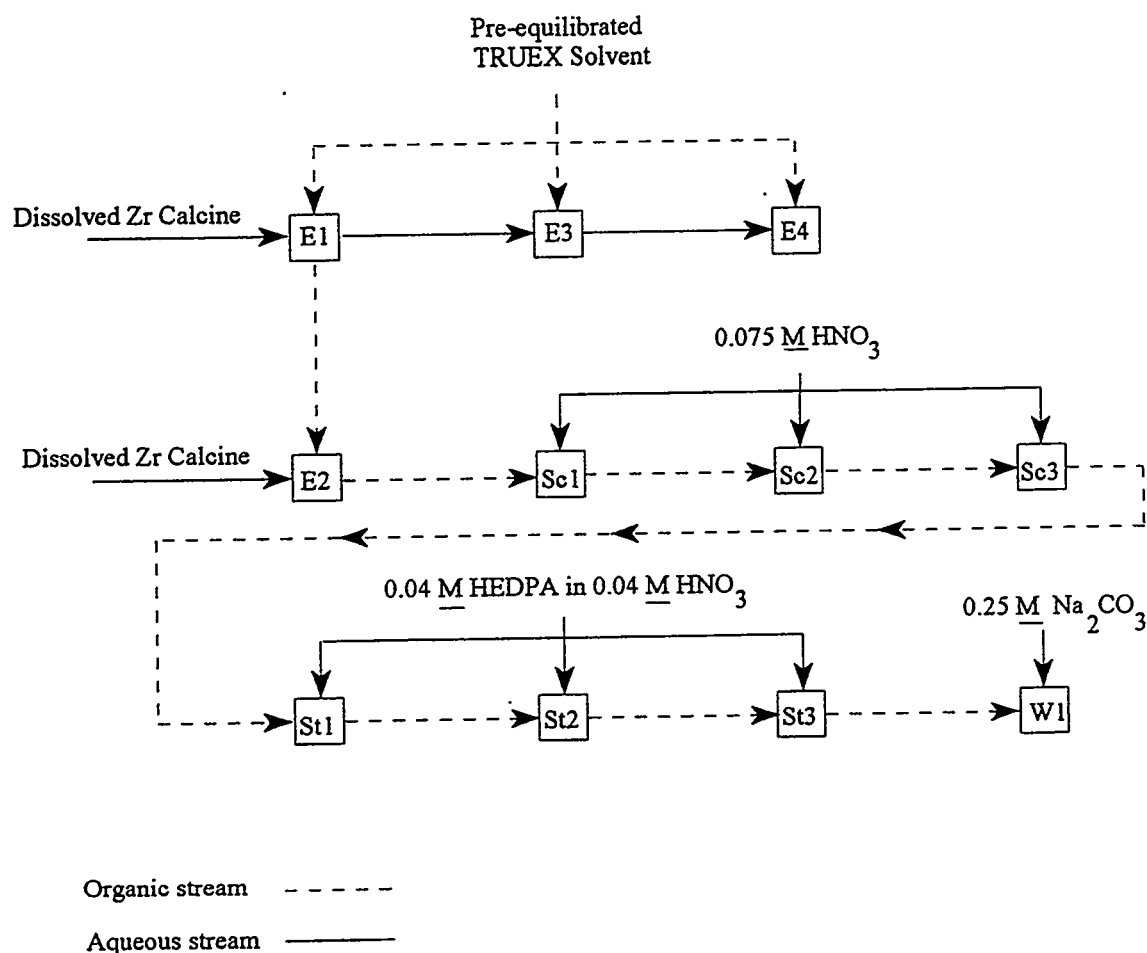 Pre-equilibrated
TRUEX Solvent
Dissolved Zr Calcine
E1
E3
E4
0.075 M HNO3
Dissolved Zr Calcine
E2
Sc1
Sc2
Sc3
0.04 M HEDPA in 0.04 M HNO3
0.25 M Na2CO3
St1
St2
St3
W1
Organic stream
Aqueous stream